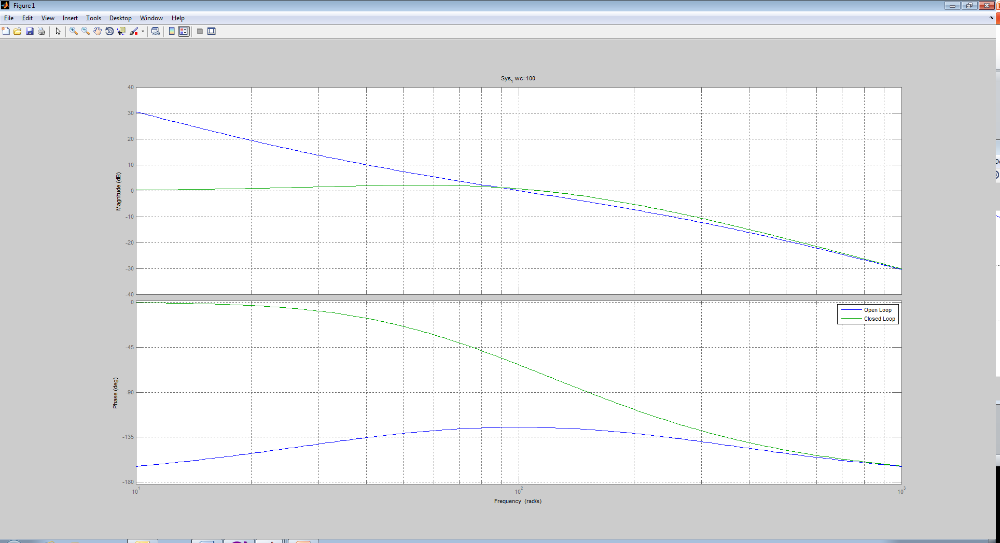 Figure 1
File Edit View Insert Tools Desktop Window Help
Sys1 wc=100
40
30
20
10
0
-10
-20
-30
-40
Magnitude (dB)
0
-45
-90
-135
-180
Phase (deg)
Open Loop
Closed Loop
10^1 10^2 10^3
Frequency (rad/s)